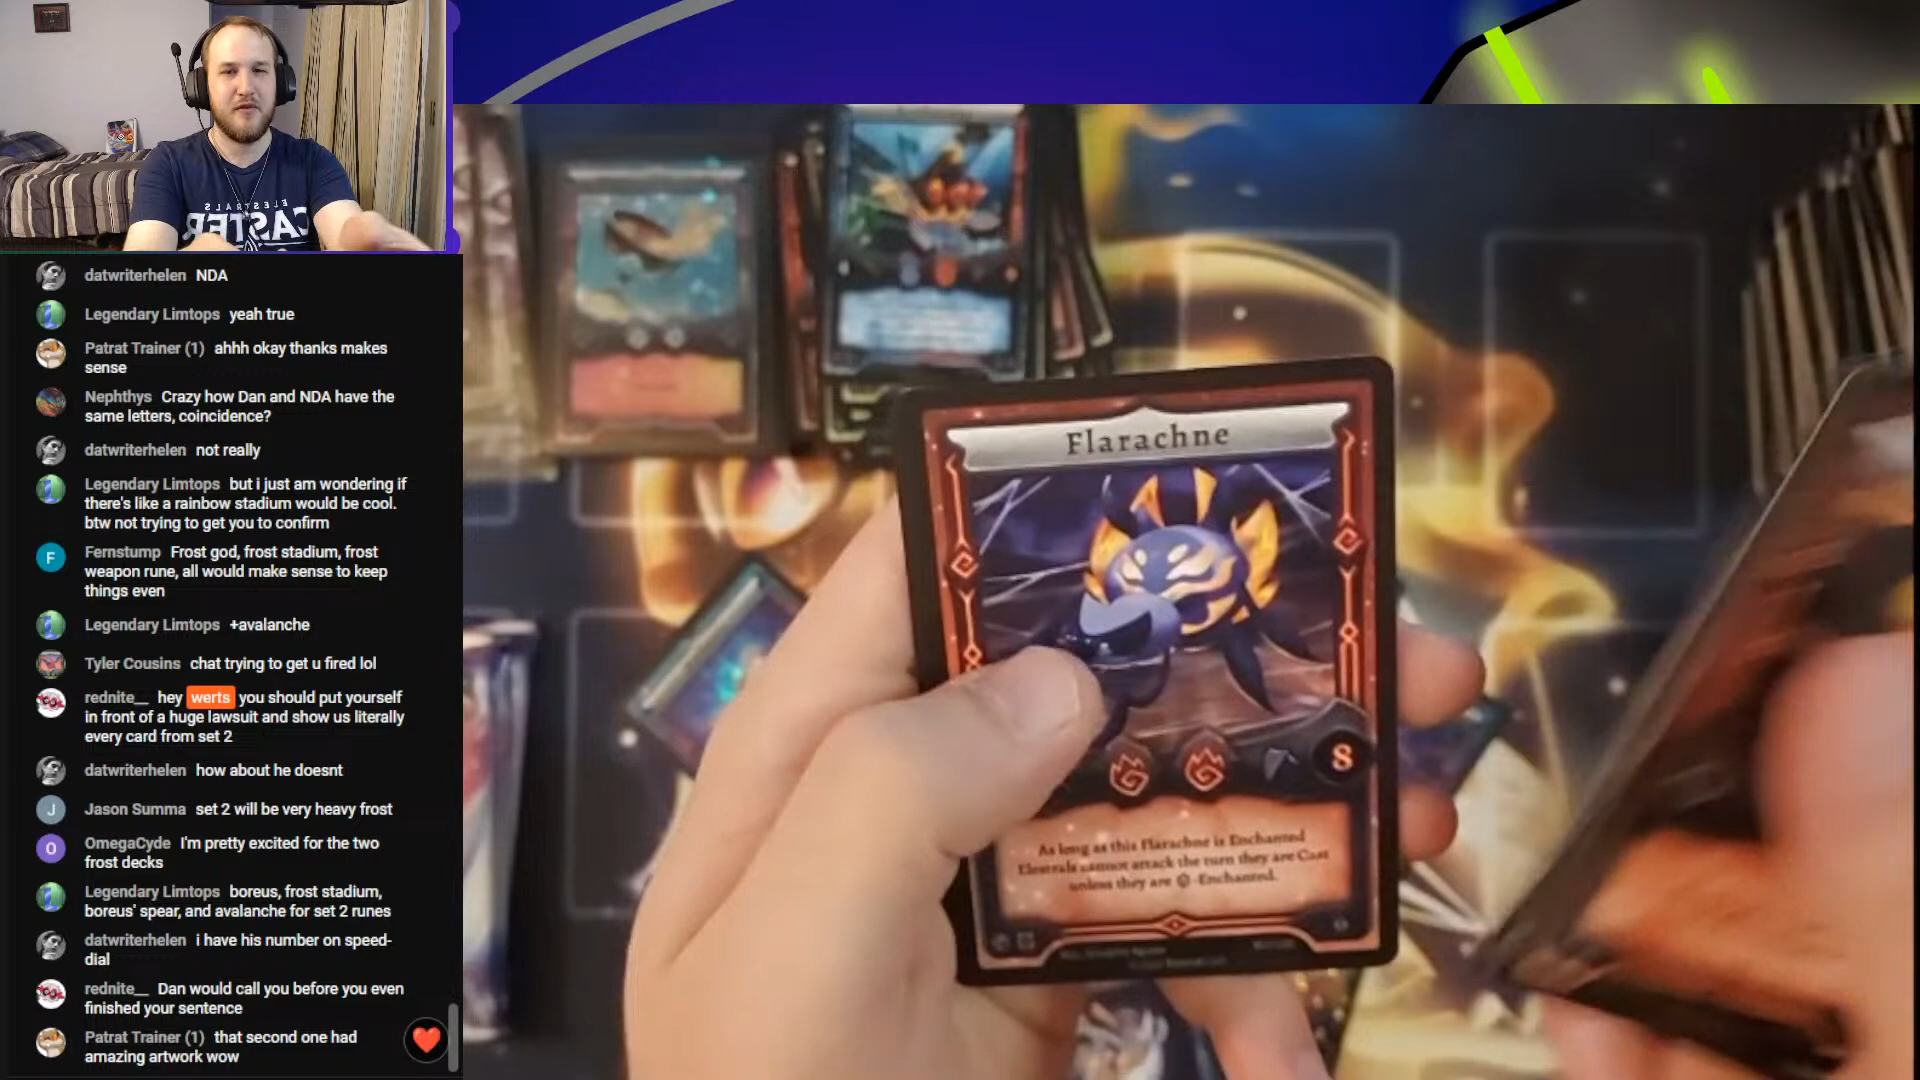 ELESTRALS
CASTER
datwriterhelen NDA
Legendary Limtops yeah true
Patrat Trainer (1) ahhh okay thanks makes
sense
Nephthys Crazy how Dan and NDA have the
same letters, coincidence?
datwriterhelen not really
Legendary Limtops but i just am wondering if
there's like a rainbow stadium would be cool.
btw not trying to get you to confirm
F
Fernstump Frost god, frost stadium, frost
weapon rune, all would make sense to keep
things even
Legendary Limtops +avalanche
Tyler Cousins chat trying to get u fired lol
rednite__ hey werts you should put yourself
in front of a huge lawsuit and show us literally
every card from set 2
datwriterhelen how about he doesnt
J
Jason Summa set 2 will be very heavy frost
O
OmegaCyde I'm pretty excited for the two
frost decks
Legendary Limtops boreus, frost stadium,
boreus' spear, and avalanche for set 2 runes
datwriterhelen i have his number on speed-
dial
rednite__ Dan would call you before you even
finished your sentence
Patrat Trainer (1) that second one had
amazing artwork wow
Flarachne
8
As long as this Flarachne is Enchanted
Elestrals cannot attack the turn they are Cast
unless they are -Enchanted.